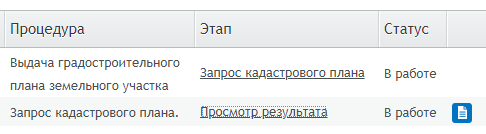 Процедура Этап Статус
Выдача градостроительного
плана земельного участка
Запрос кадастрового плана В работе
Запрос кадастрового плана. Просмотр результата В работе